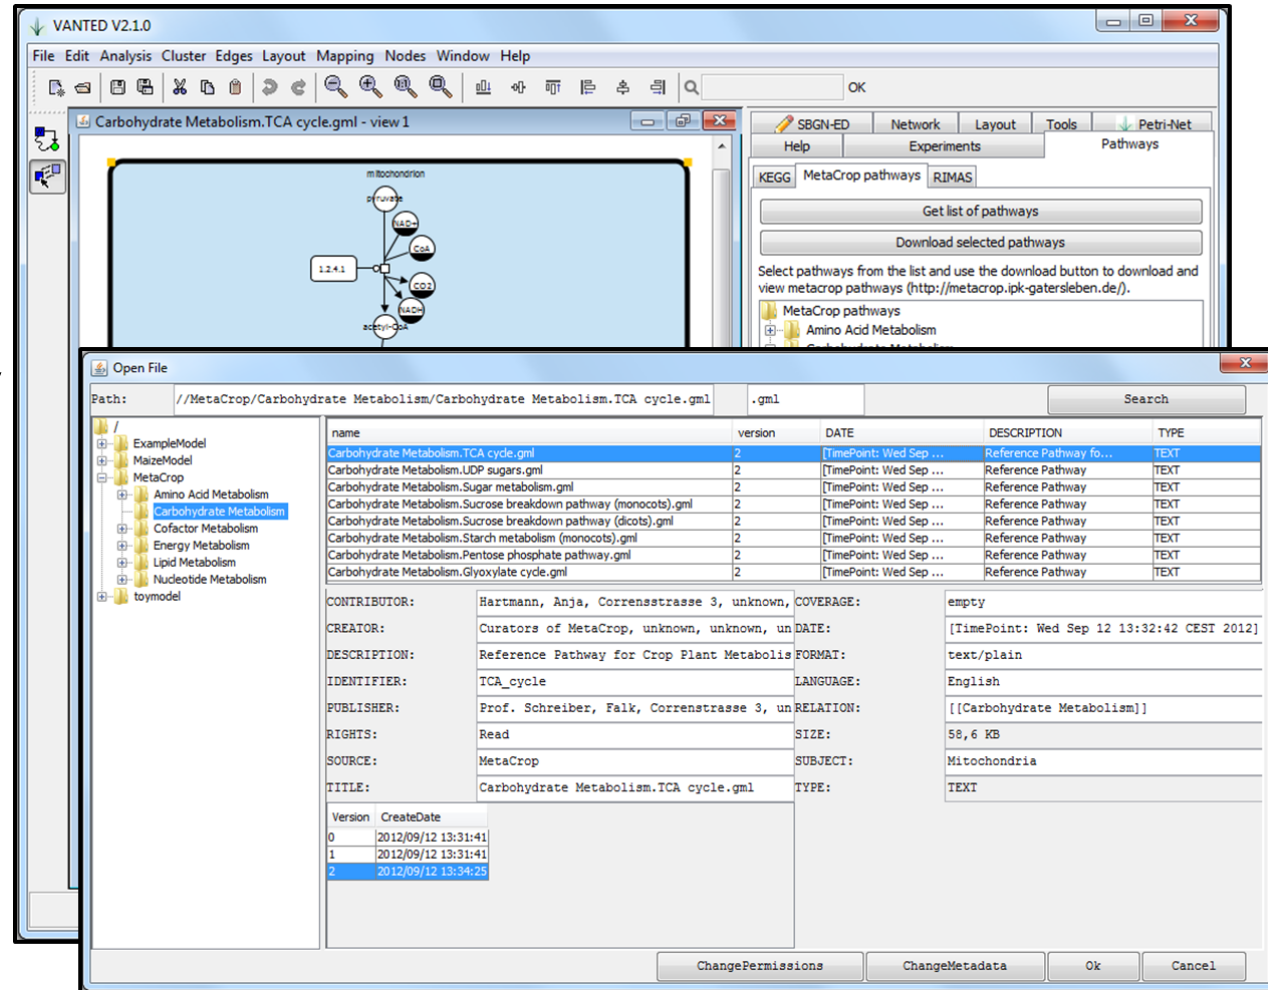 VANTED V2.1.0
File Edit Analysis Cluster Edges Layout Mapping Nodes Window Help
OK
Carbohydrate Metabolism.TCA cycle.gml - view 1
mitochondrion
pyruvate
NAD+
CoA
1.2.4.1
CO2
NADH
acetyl-CoA
SBGN-ED Network Layout Tools Petri-Net
Help Experiments Pathways
KEGG MetaCrop pathways RIMAS
Get list of pathways
Download selected pathways
Select pathways from the list and use the download button to download and
view metacrop pathways (http://metacrop.ipk-gatersleben.de/).
MetaCrop pathways
Amino Acid Metabolism
Open File
Path: //MetaCrop/Carbohydrate Metabolism/Carbohydrate Metabolism.TCA cycle.gml .gml Search
/
ExampleModel
MaizeModel
MetaCrop
Amino Acid Metabolism
Carbohydrate Metabolism
Cofactor Metabolism
Energy Metabolism
Lipid Metabolism
Nucleotide Metabolism
toymodel
name version DATE DESCRIPTION TYPE
Carbohydrate Metabolism.TCA cycle.gml 2 [TimePoint: Wed Sep ... Reference Pathway fo... TEXT
Carbohydrate Metabolism.UDP sugars.gml 2 [TimePoint: Wed Sep ... Reference Pathway TEXT
Carbohydrate Metabolism.Sugar metabolism.gml 2 [TimePoint: Wed Sep ... Reference Pathway TEXT
Carbohydrate Metabolism.Sucrose breakdown pathway (monocots).gml 2 [TimePoint: Wed Sep ... Reference Pathway TEXT
Carbohydrate Metabolism.Sucrose breakdown pathway (dicots).gml 2 [TimePoint: Wed Sep ... Reference Pathway TEXT
Carbohydrate Metabolism.Starch metabolism (monocots).gml 2 [TimePoint: Wed Sep ... Reference Pathway TEXT
Carbohydrate Metabolism.Pentose phosphate pathway.gml 2 [TimePoint: Wed Sep ... Reference Pathway TEXT
Carbohydrate Metabolism.Glyoxylate cycle.gml 2 [TimePoint: Wed Sep ... Reference Pathway TEXT
CONTRIBUTOR: Hartmann, Anja, Corrensstrasse 3, unknown, COVERAGE: empty
CREATOR: Curators of MetaCrop, unknown, unknown, un DATE: [TimePoint: Wed Sep 12 13:32:42 CEST 2012]
DESCRIPTION: Reference Pathway for Crop Plant Metabolis FORMAT: text/plain
IDENTIFIER: TCA_cycle LANGUAGE: English
PUBLISHER: Prof. Schreiber, Falk, Correnstrasse 3, un RELATION: [[Carbohydrate Metabolism]]
RIGHTS: Read SIZE: 58,6 KB
SOURCE: MetaCrop SUBJECT: Mitochondria
TITLE: Carbohydrate Metabolism.TCA cycle.gml TYPE: TEXT
Version CreateDate
0 2012/09/12 13:31:41
1 2012/09/12 13:31:41
2 2012/09/12 13:34:25
ChangePermissions ChangeMetadata Ok Cancel